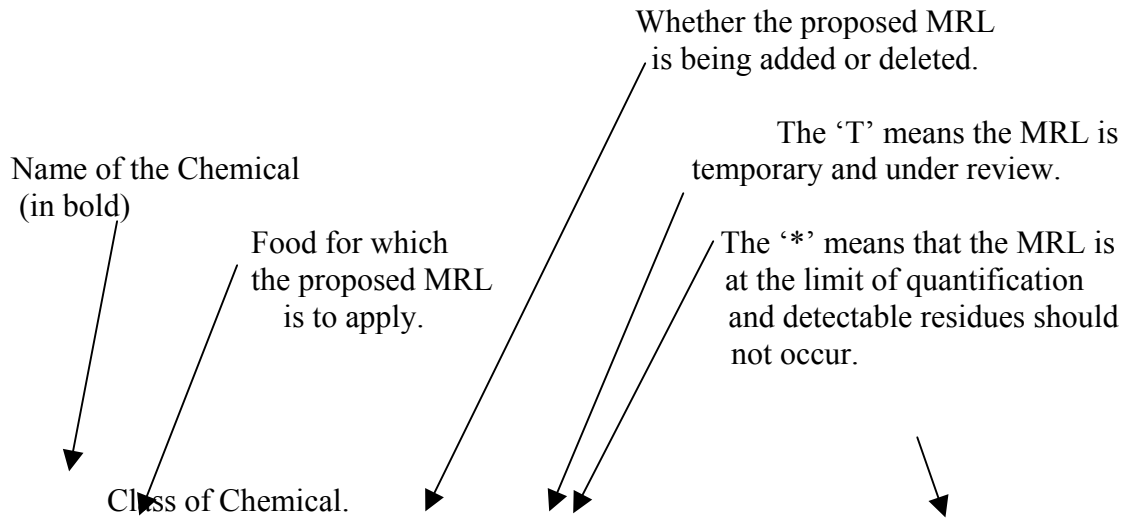 Whether the proposed MRL
is being added or deleted.
The ‘T’ means the MRL is
temporary and under review.
Name of the Chemical
(in bold)
Food for which
the proposed MRL
is to apply.
The ‘*’ means that the MRL is
at the limit of quantification
and detectable residues should
not occur.
Class of Chemical.